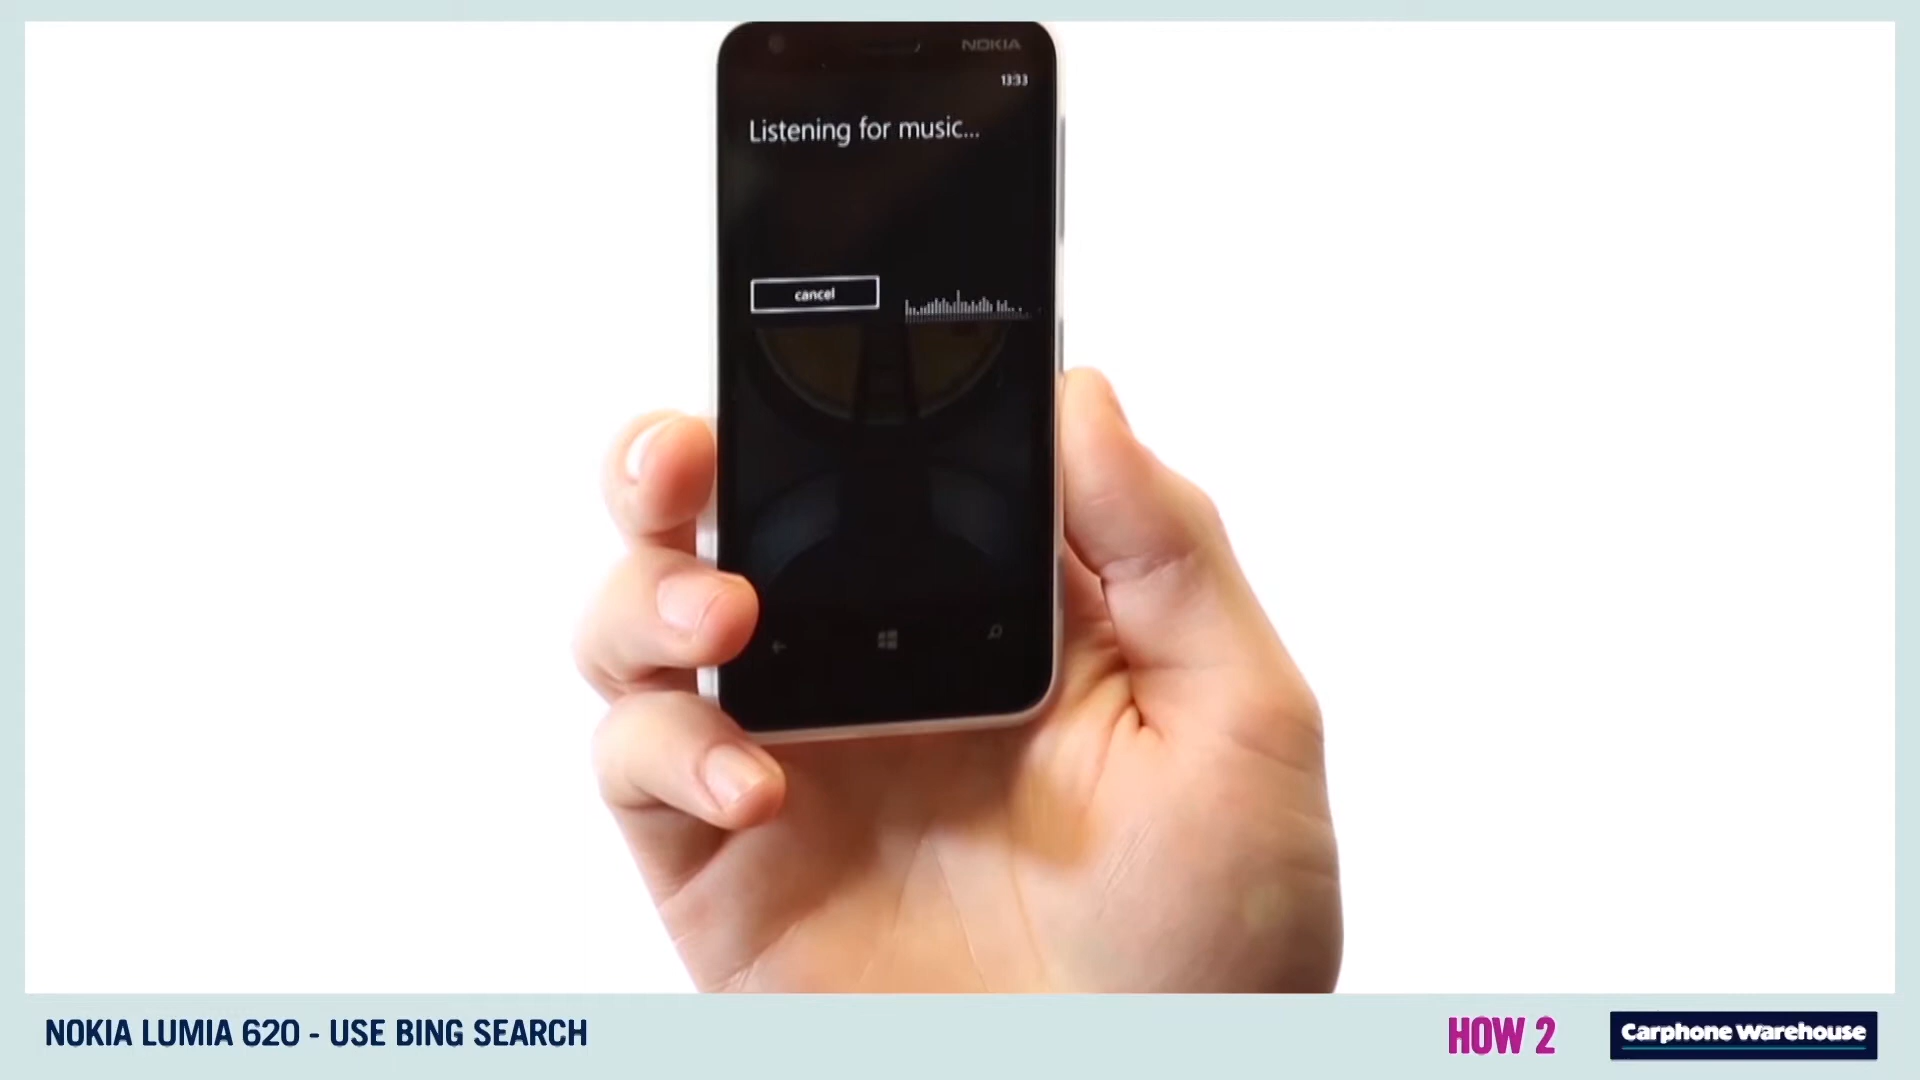 NOKIA
13:33
Listening for music...
cancel
NOKIA LUMIA 620 - USE BING SEARCH
HOW 2
Carphone Warehouse